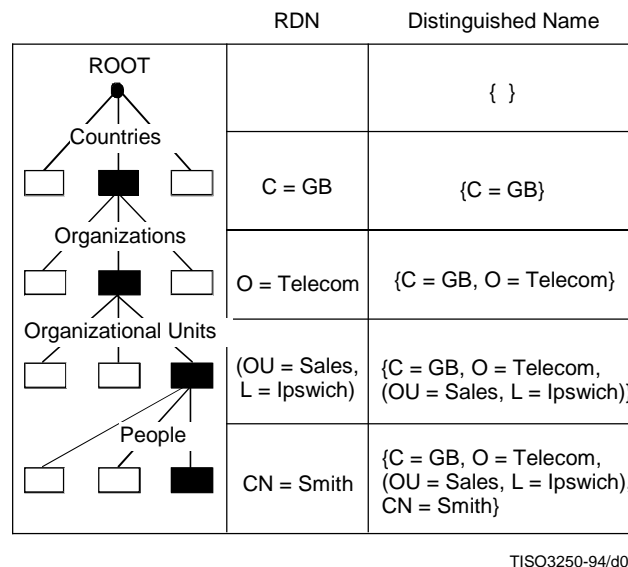 RDN Distinguished Name
ROOT
{ }
Countries
C = GB {C = GB}
Organizations
O = Telecom {C = GB, O = Telecom}
Organizational Units
(OU = Sales, {C = GB, O = Telecom,
L = Ipswich) (OU = Sales, L = Ipswich)}
People
CN = Smith {C = GB, O = Telecom,
(OU = Sales, L = Ipswich),
CN = Smith}
TISO3250-94/d0